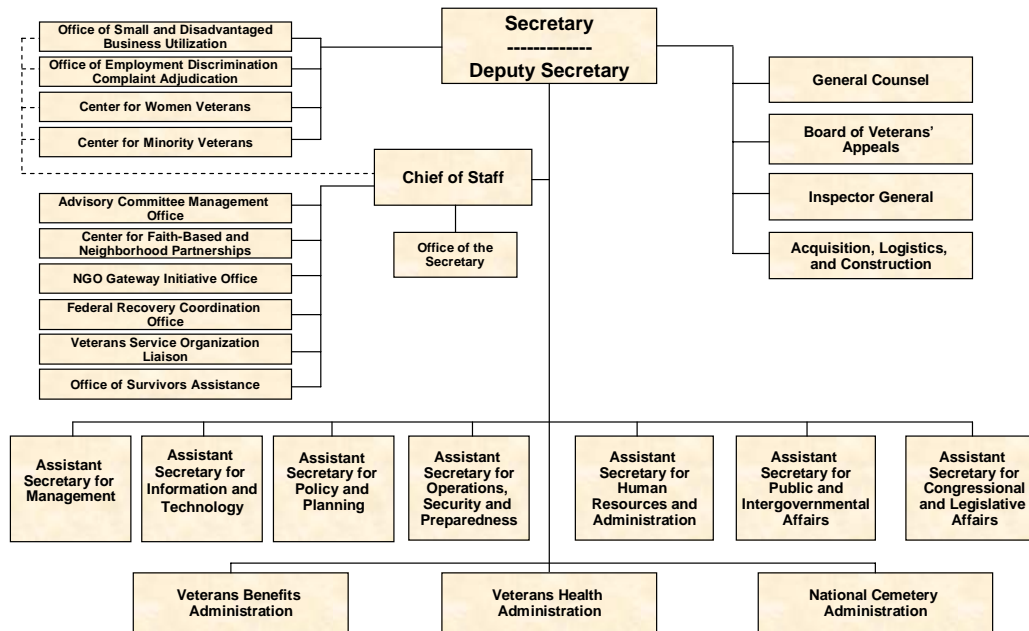 Office of Small and Disadvantaged
Business Utilization
Office of Employment Discrimination
Complaint Adjudication
Center for Women Veterans
Center for Minority Veterans
Secretary
-------------
Deputy Secretary
General Counsel
Board of Veterans'
Appeals
Inspector General
Acquisition, Logistics,
and Construction
Chief of Staff
Office of the
Secretary
Advisory Committee Management
Office
Center for Faith-Based and
Neighborhood Partnerships
NGO Gateway Initiative Office
Federal Recovery Coordination
Office
Veterans Service Organization
Liaison
Office of Survivors Assistance
Assistant
Secretary for
Management
Assistant
Secretary for
Information and
Technology
Assistant
Secretary for
Policy and
Planning
Assistant
Secretary for
Operations,
Security and
Preparedness
Assistant
Secretary for
Human
Resources and
Administration
Assistant
Secretary for
Public and
Intergovernmental
Affairs
Assistant
Secretary for
Congressional
and Legislative
Affairs
Veterans Benefits
Administration
Veterans Health
Administration
National Cemetery
Administration